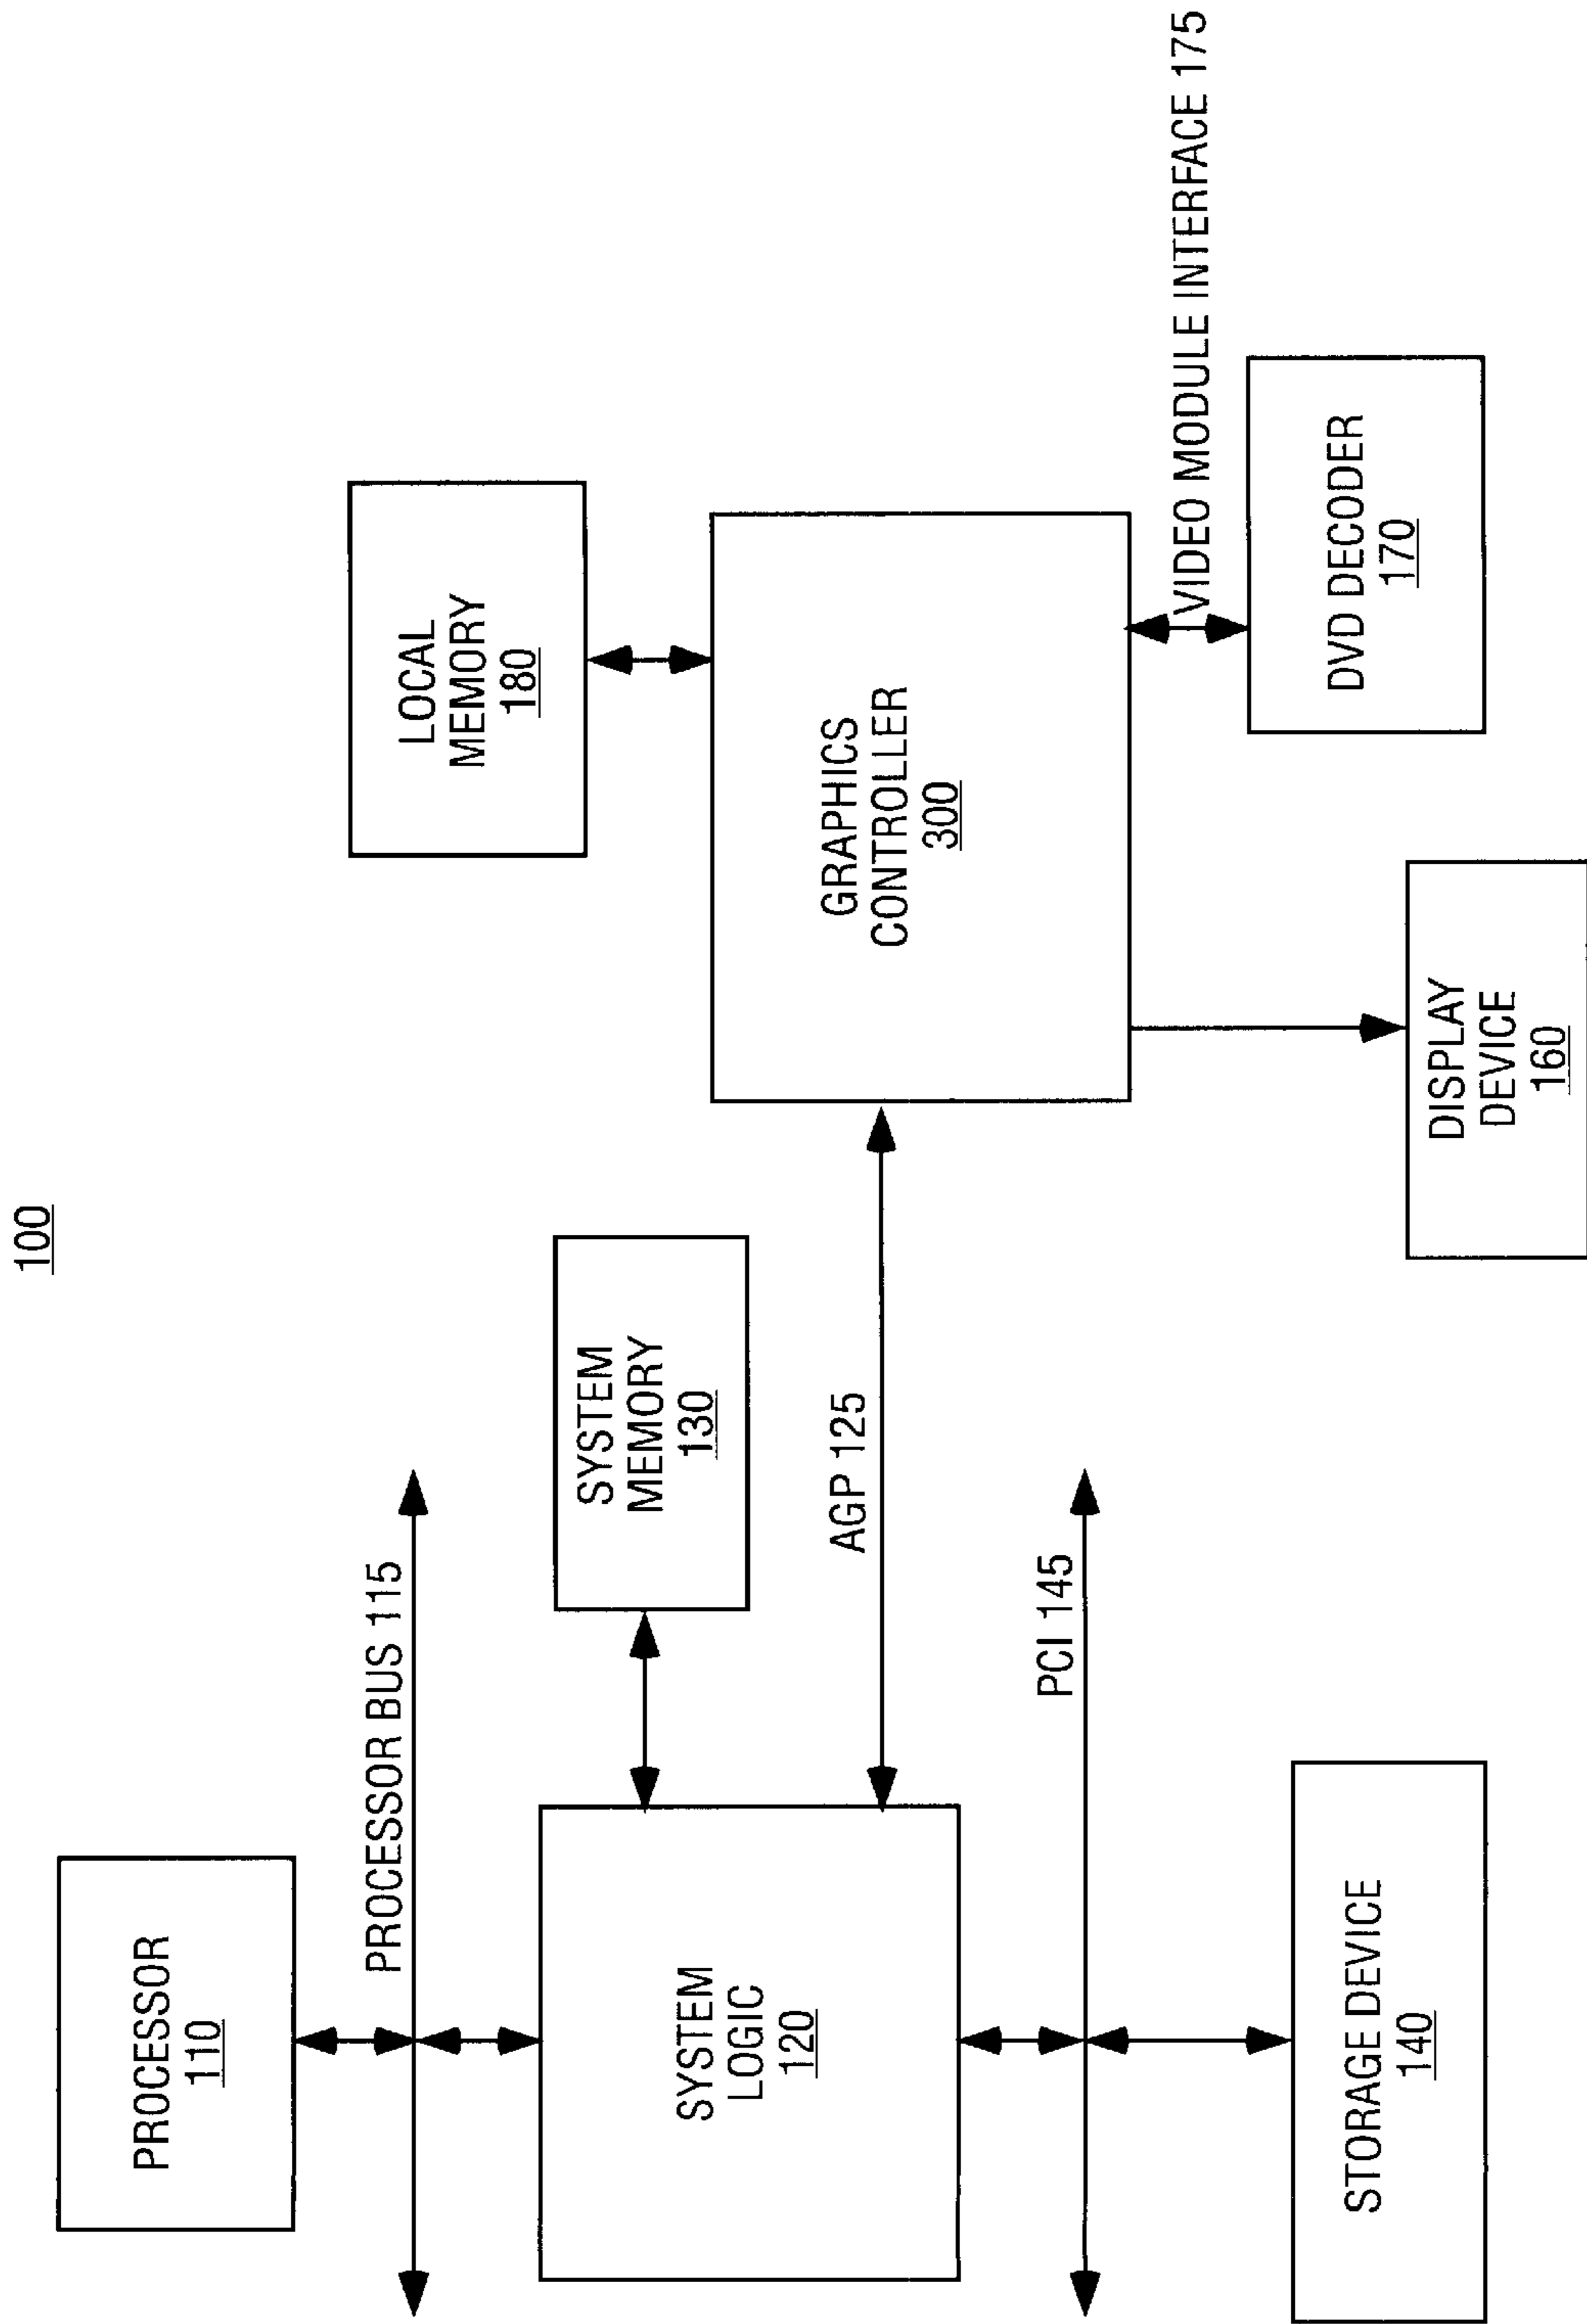 100
PROCESSOR
110
PROCESSOR BUS 115
SYSTEM
LOGIC
120
SYSTEM
MEMORY
130
AGP 125
PCI 145
STORAGE DEVICE
140
LOCAL
MEMORY
180
GRAPHICS
CONTROLLER
300
VIDEO MODULE INTERFACE 175
DISPLAY
DEVICE
160
DVD DECODER
170